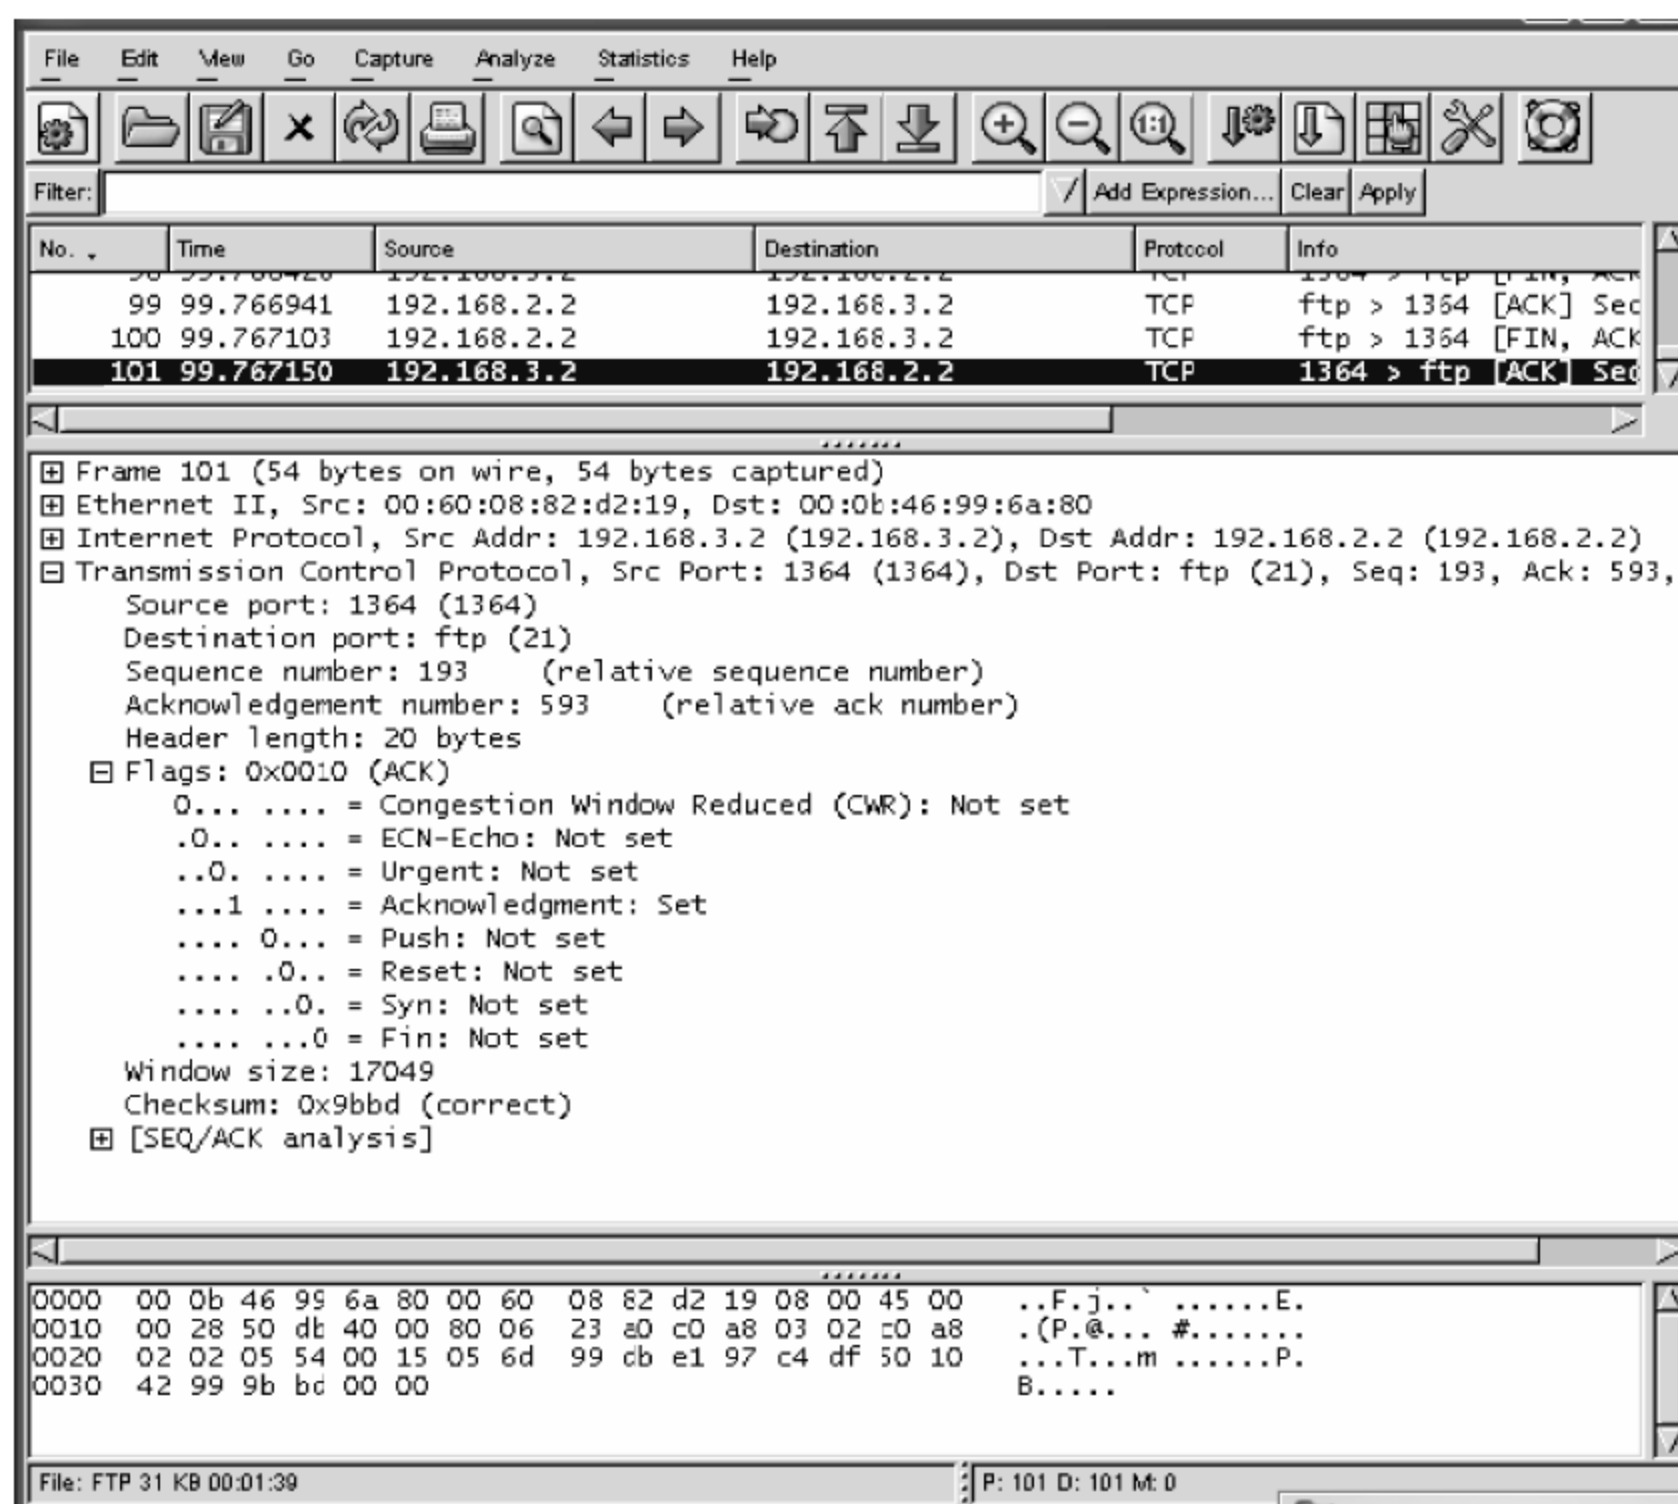 File Edit View Go Capture Analyze Statistics Help
1:1
Filter: Add Expression... Clear Apply
No. Time Source Destination Protocol Info
99 99.766941 192.168.2.2 192.168.3.2 TCP ftp > 1364 [ACK] Sec
100 99.767103 192.168.2.2 192.168.3.2 TCP ftp > 1364 [FIN, ACK
101 99.767150 192.168.3.2 192.168.2.2 TCP 1364 > ftp [ACK] Sec
Frame 101 (54 bytes on wire, 54 bytes captured)
Ethernet II, Src: 00:60:08:82:d2:19, Dst: 00:0b:46:99:6a:80
Internet Protocol, Src Addr: 192.168.3.2 (192.168.3.2), Dst Addr: 192.168.2.2 (192.168.2.2)
Transmission Control Protocol, Src Port: 1364 (1364), Dst Port: ftp (21), Seq: 193, Ack: 593,
Source port: 1364 (1364)
Destination port: ftp (21)
Sequence number: 193 (relative sequence number)
Acknowledgement number: 593 (relative ack number)
Header length: 20 bytes
Flags: 0x0010 (ACK)
0... .... = Congestion Window Reduced (CWR): Not set
.0.. .... = ECN-Echo: Not set
..0. .... = Urgent: Not set
...1 .... = Acknowledgment: Set
.... 0... = Push: Not set
.... .0.. = Reset: Not set
.... ..0. = Syn: Not set
.... ...0 = Fin: Not set
Window size: 17049
Checksum: 0x9bbd (correct)
[SEQ/ACK analysis]
0000 00 0b 46 99 6a 80 00 60 08 82 d2 19 08 00 45 00 ..F.j..` ......E.
0010 00 28 50 db 40 00 80 06 23 a0 c0 a8 03 02 c0 a8 .(P.@... #.......
0020 02 02 05 54 00 15 05 6d 99 db e1 97 c4 df 50 10 ...T...m ......P.
0030 42 99 9b bd 00 00 B.....
File: FTP 31 KB 00:01:39 P: 101 D: 101 M: 0